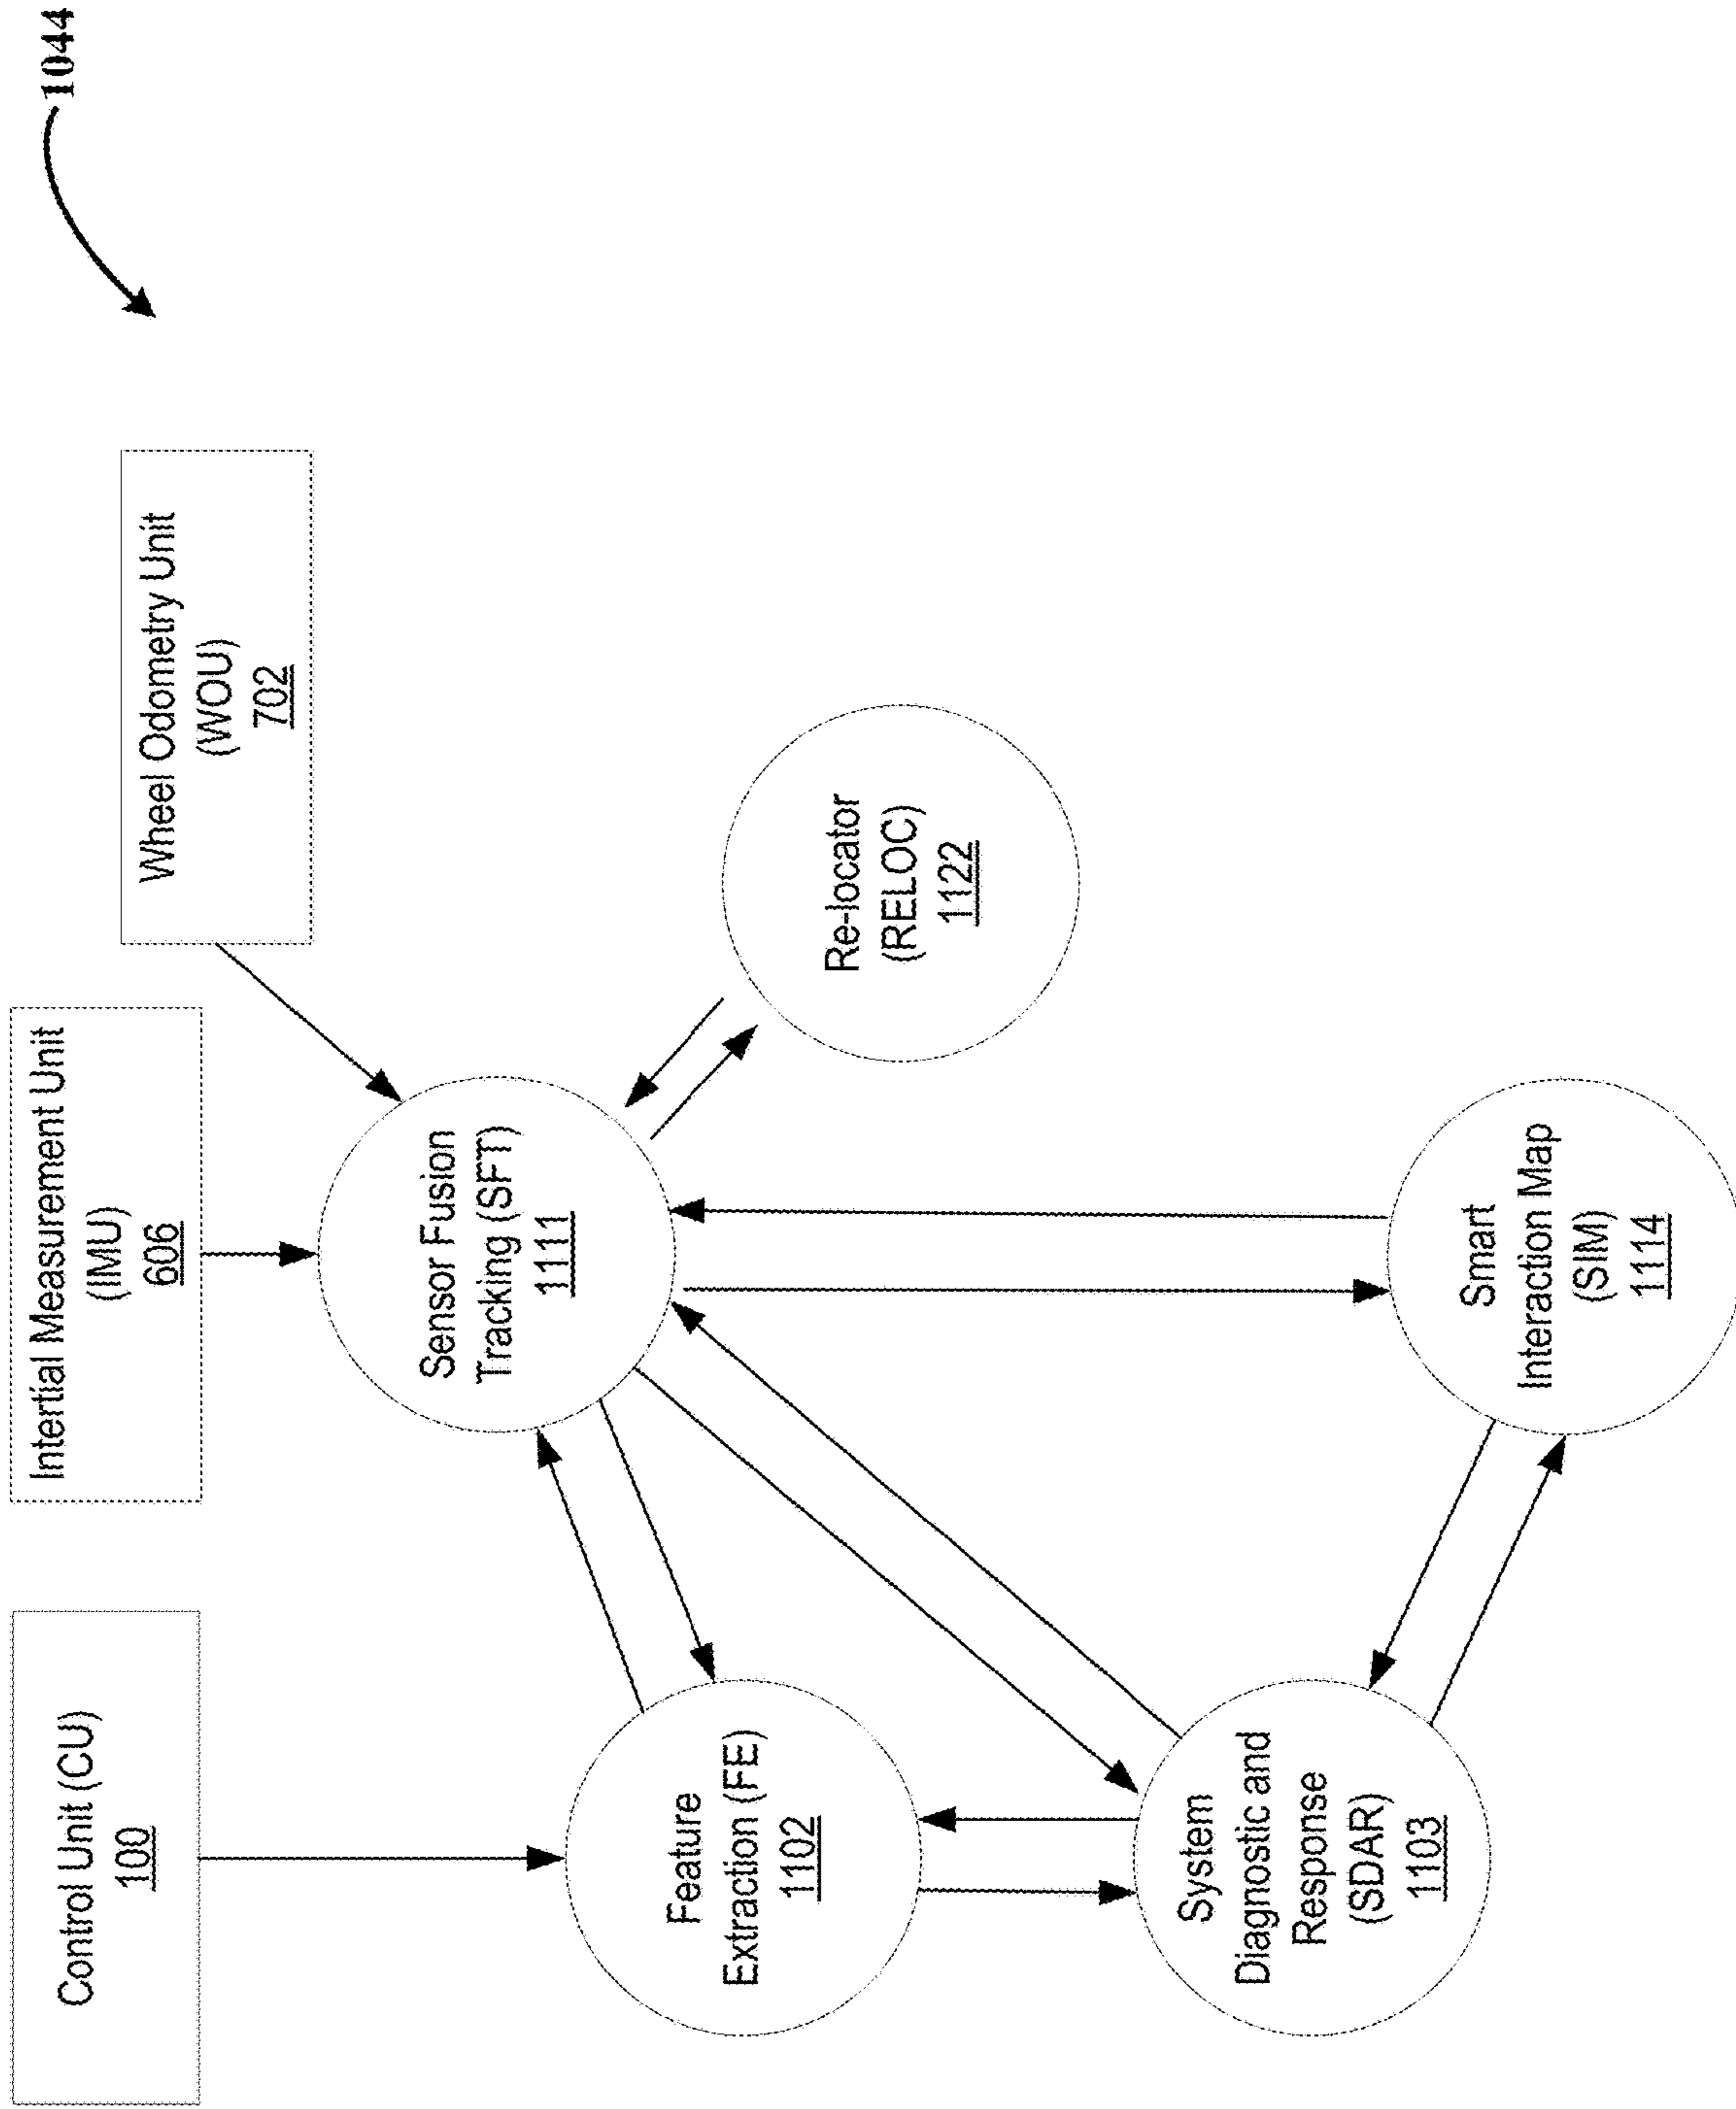 1044
Control Unit (CU)
100
Intertial Measurement Unit
(IMU)
606
Wheel Odometry Unit
(WOU)
702
Sensor Fusion
Tracking (SFT)
1111
Feature
Extraction (FE)
1102
Re-locator
(RELOC)
1122
System
Diagnostic and
Response
(SDAR)
1103
Smart
Interaction Map
(SIM)
1114